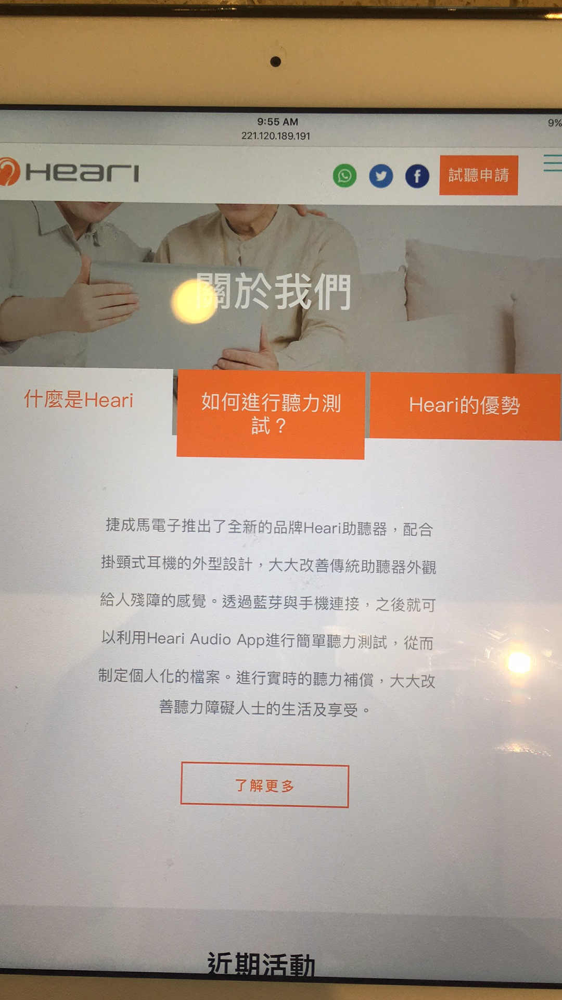 9:55 AM
9%
221.120.189.191
Heari
試聽申請
關於我們
什麼是Heari
如何進行聽力測
試？
Heari的優勢
捷成馬電子推出了全新的品牌Heari助聽器，配合
掛頸式耳機的外型設計，大大改善傳統助聽器外觀
給人殘障的感覺。透過藍芽與手機連接，之後就可
以利用Heari Audio App進行簡單聽力測試，從而
制定個人化的檔案。進行實時的聽力補償，大大改
善聽力障礙人士的生活及享受。
了解更多
近期活動